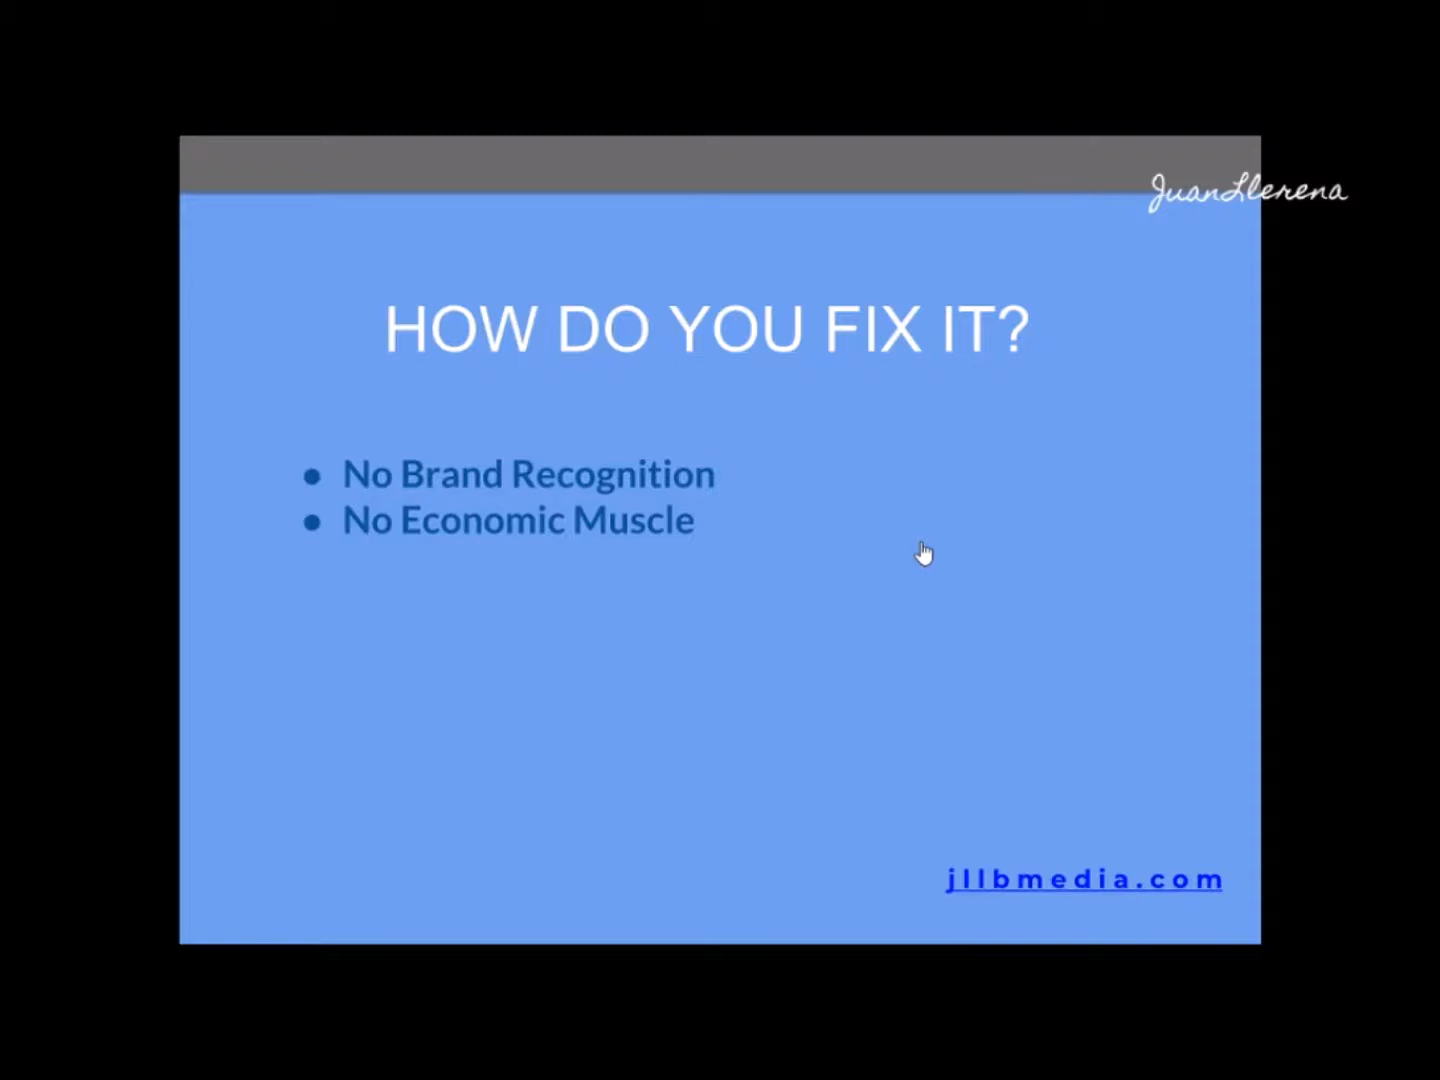 JuanLlerena
HOW DO YOU FIX IT?
● No Brand Recognition
● No Economic Muscle
jllbmedia.com